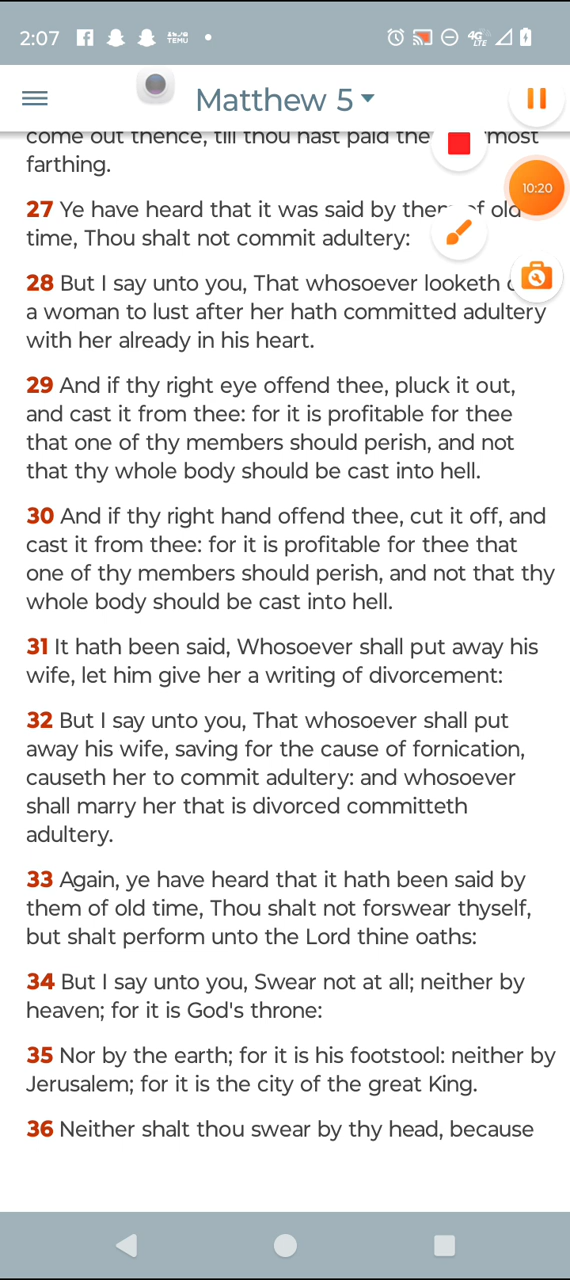 2:07
TEMU
4G
LTE
Matthew 5
come out thence, till thou hast paid the most
farthing.
27 Ye have heard that it was said by them of old
time, Thou shalt not commit adultery:
10:20
28 But I say unto you, That whosoever looketh
a woman to lust after her hath committed adultery
with her already in his heart.
29 And if thy right eye offend thee, pluck it out,
and cast it from thee: for it is profitable for thee
that one of thy members should perish, and not
that thy whole body should be cast into hell.
30 And if thy right hand offend thee, cut it off, and
cast it from thee: for it is profitable for thee that
one of thy members should perish, and not that thy
whole body should be cast into hell.
31 It hath been said, Whosoever shall put away his
wife, let him give her a writing of divorcement:
32 But I say unto you, That whosoever shall put
away his wife, saving for the cause of fornication,
causeth her to commit adultery: and whosoever
shall marry her that is divorced committeth
adultery.
33 Again, ye have heard that it hath been said by
them of old time, Thou shalt not forswear thyself,
but shalt perform unto the Lord thine oaths:
34 But I say unto you, Swear not at all; neither by
heaven; for it is God's throne:
35 Nor by the earth; for it is his footstool: neither by
Jerusalem; for it is the city of the great King.
36 Neither shalt thou swear by thy head, because